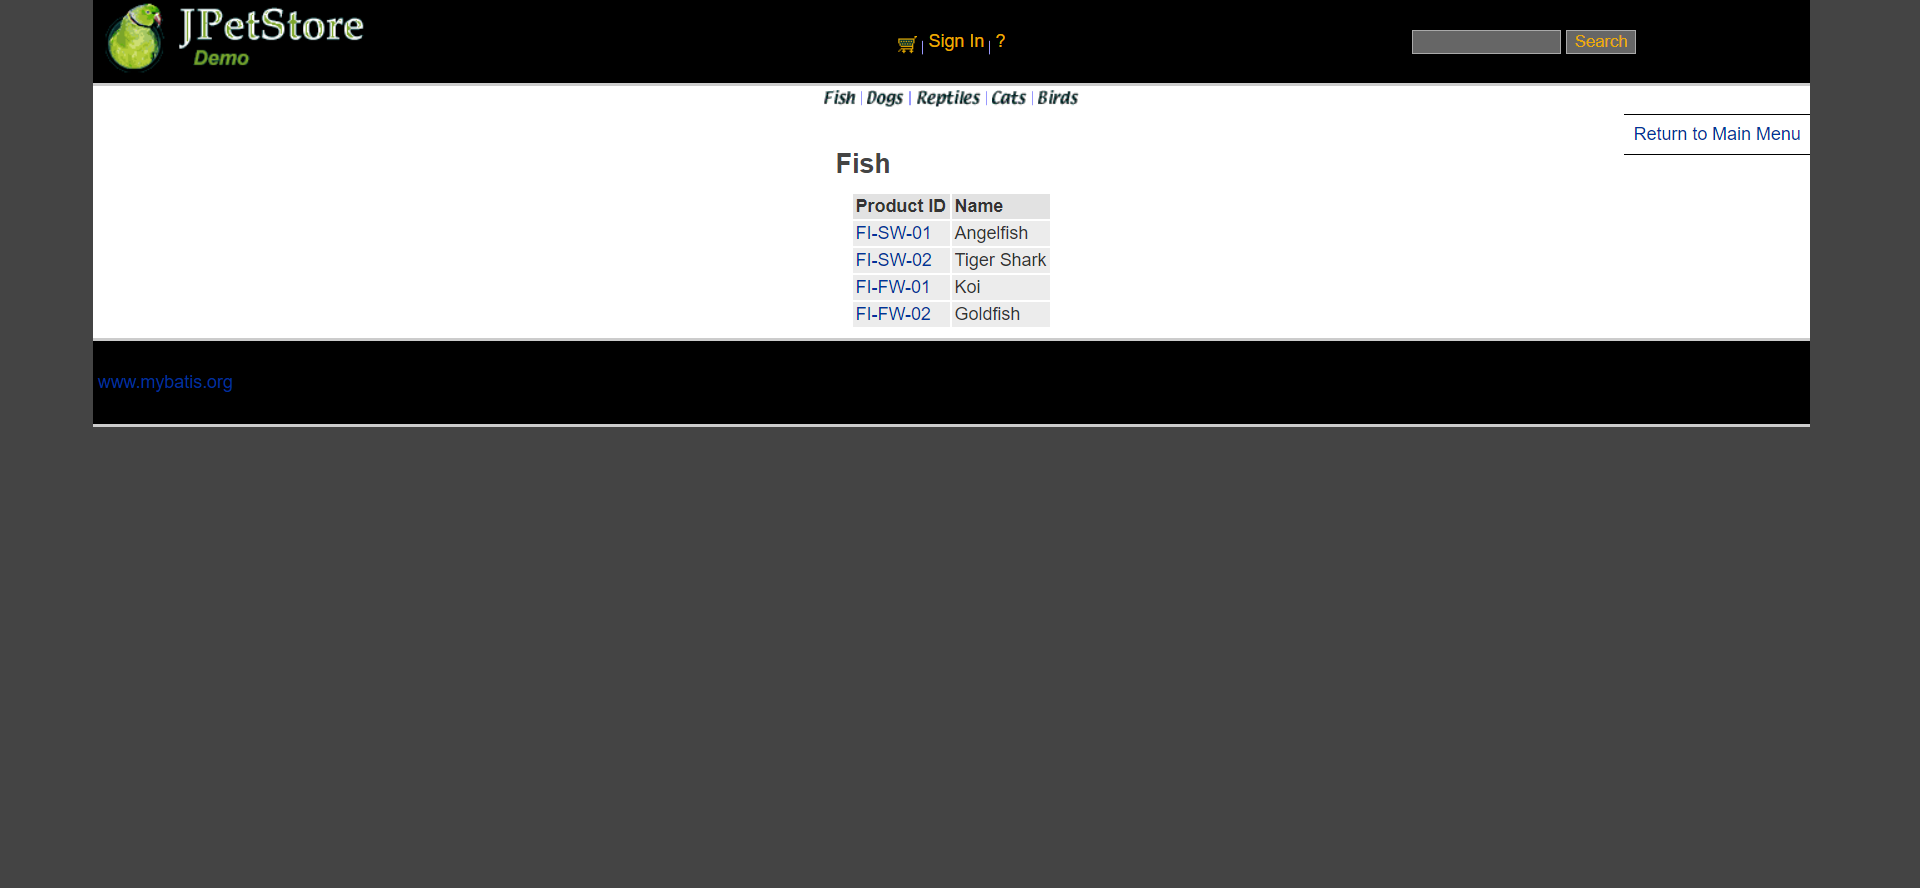 JPetStore
Demo
Sign In ?
Search
Fish Dogs Reptiles Cats Birds
Return to Main Menu
Fish
Product ID Name
FI-SW-01 Angelfish
FI-SW-02 Tiger Shark
FI-FW-01 Koi
FI-FW-02 Goldfish
www.mybatis.org